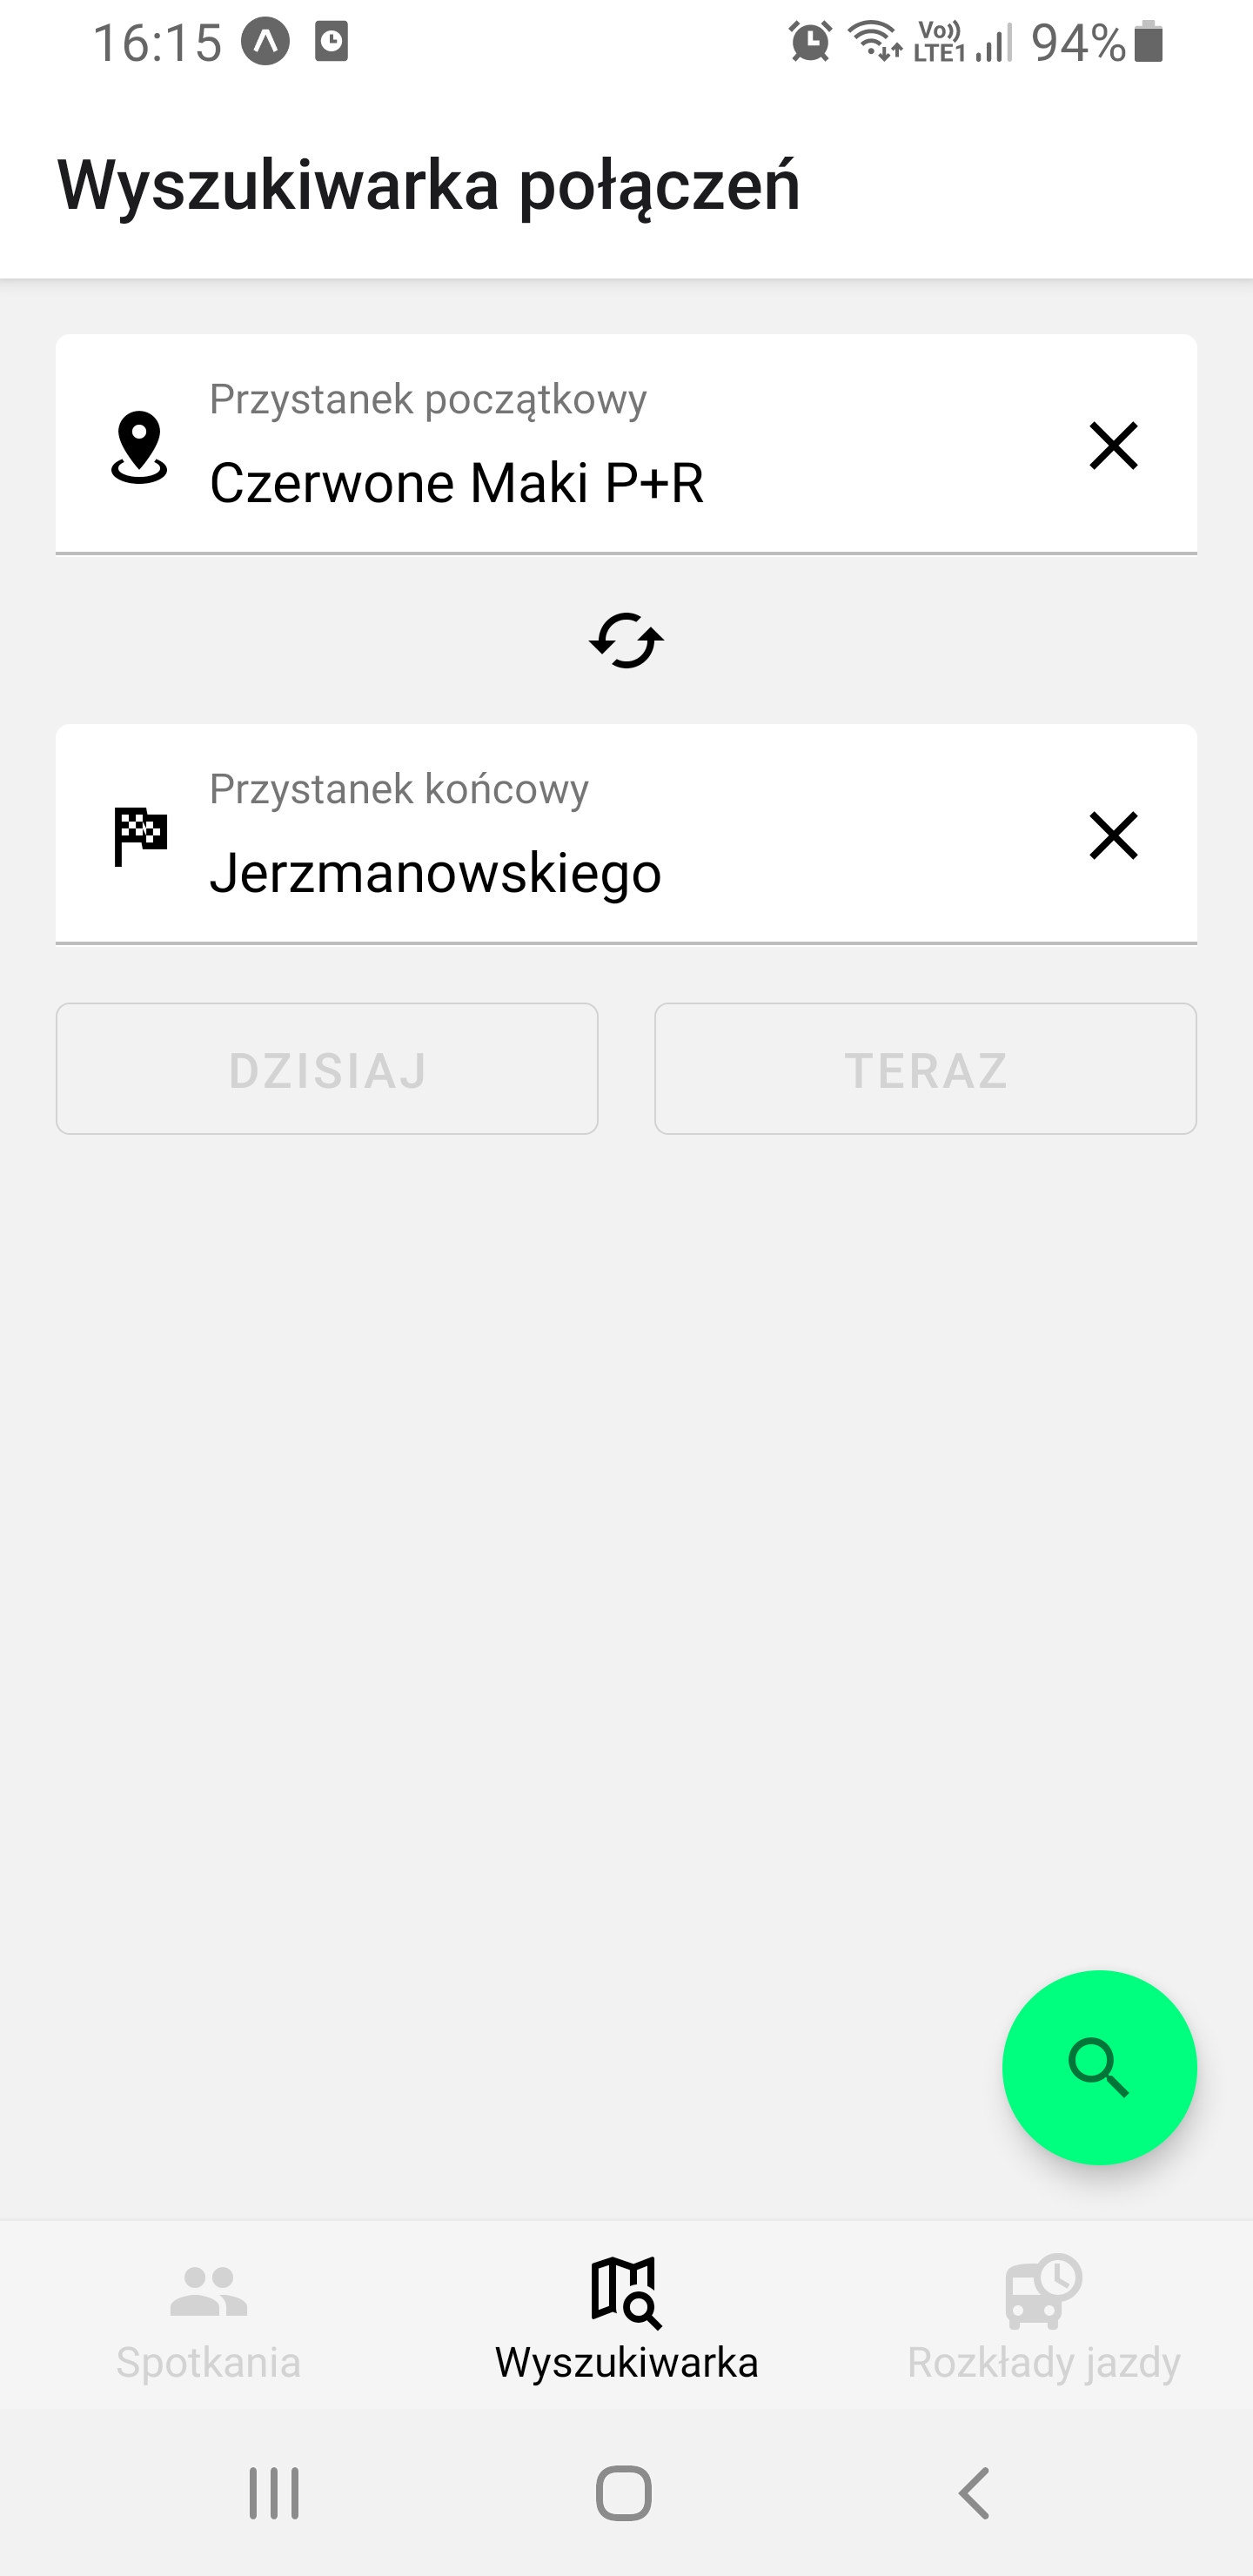 16:15 Vo)) LTE1 94%
Wyszukiwarka połączeń
Przystanek początkowy
Czerwone Maki P+R
Przystanek końcowy
Jerzmanowskiego
DZISIAJ TERAZ
Spotkania Wyszukiwarka Rozkłady jazdy